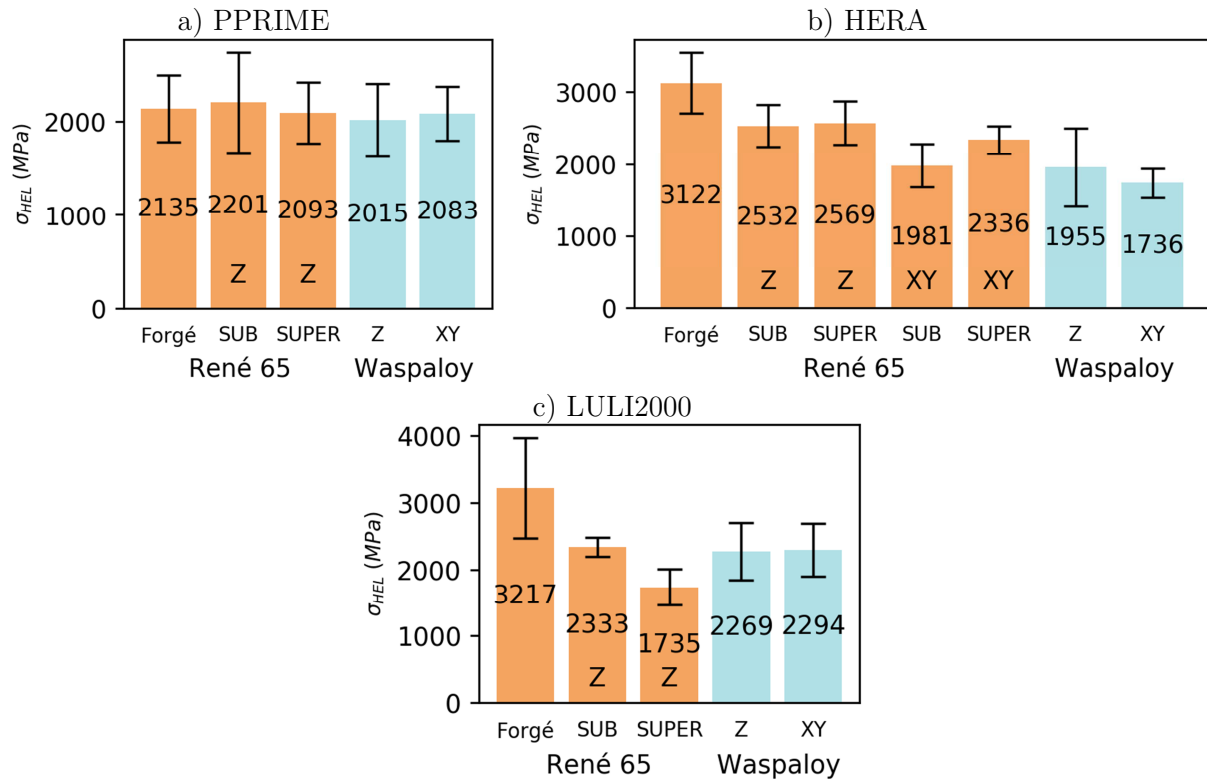 a) PPRIME
σHEL (MPa)
2000
1000
0
2135
2201
2093
2015
2083
Z
Z
Forgé
SUB
SUPER
Z
XY
René 65
Waspaloy
b) HERA
σHEL (MPa)
3000
2000
1000
0
3122
2532
2569
1981
2336
1955
1736
Z
Z
XY
XY
Forgé
SUB
SUPER
SUB
SUPER
Z
XY
René 65
Waspaloy
c) LULI2000
σHEL (MPa)
4000
3000
2000
1000
0
3217
2333
1735
2269
2294
Z
Z
Forgé
SUB
SUPER
Z
XY
René 65
Waspaloy